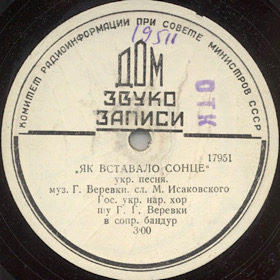 КОМИТЕТ РАДИОИНФОРМАЦИИ ПРИ СОВЕТЕ МИНИСТРОВ СССР
1951
ДОМ
ЗВУКО
ЗАПИСИ
ОТК
17951
„ЯК ВСТАВАЛО СОНЦЕ"
укр. песня.
муз. Г. Веревки. сл. М. Исаковского
Гос. укр. нар. хор
п/у Г. Г. Веревки
в сопр. бандур
3·00